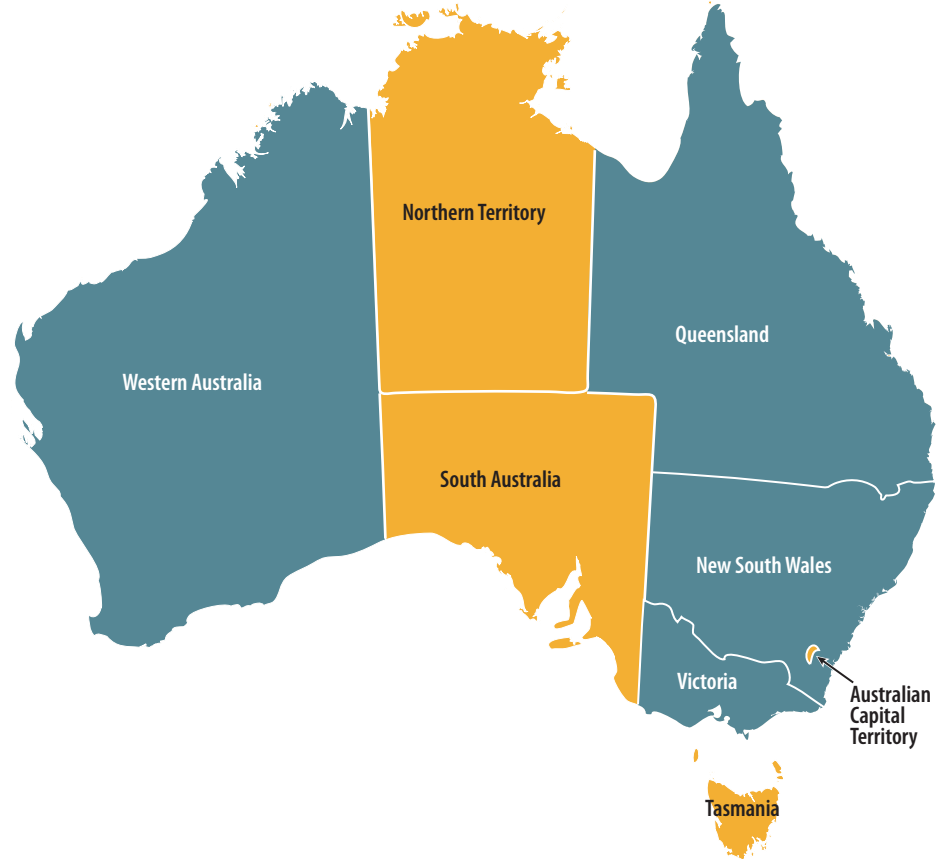 Northern Territory
Queensland
Western Australia
South Australia
New South Wales
Victoria
Australian
Capital
Territory
Tasmania